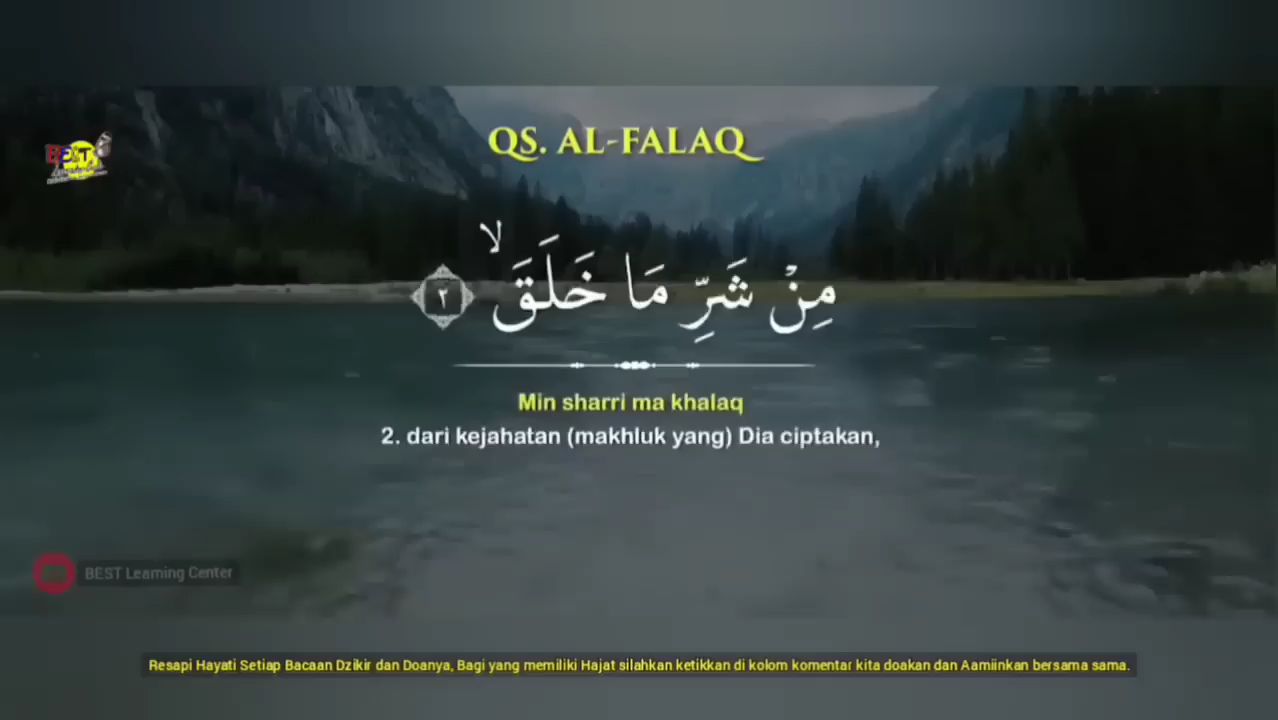 BEST
QS. AL-FALAQ
مِنْ شَرِّ مَا خَلَقَ ۙ ٢
Min sharri ma khalaq
2. dari kejahatan (makhluk yang) Dia ciptakan,
BEST Learning Center
Resapi Hayati Setiap Bacaan Dzikir dan Doanya, Bagi yang memiliki Hajat silahkan ketikkan di kolom komentar kita doakan dan Aamiinkan bersama sama.